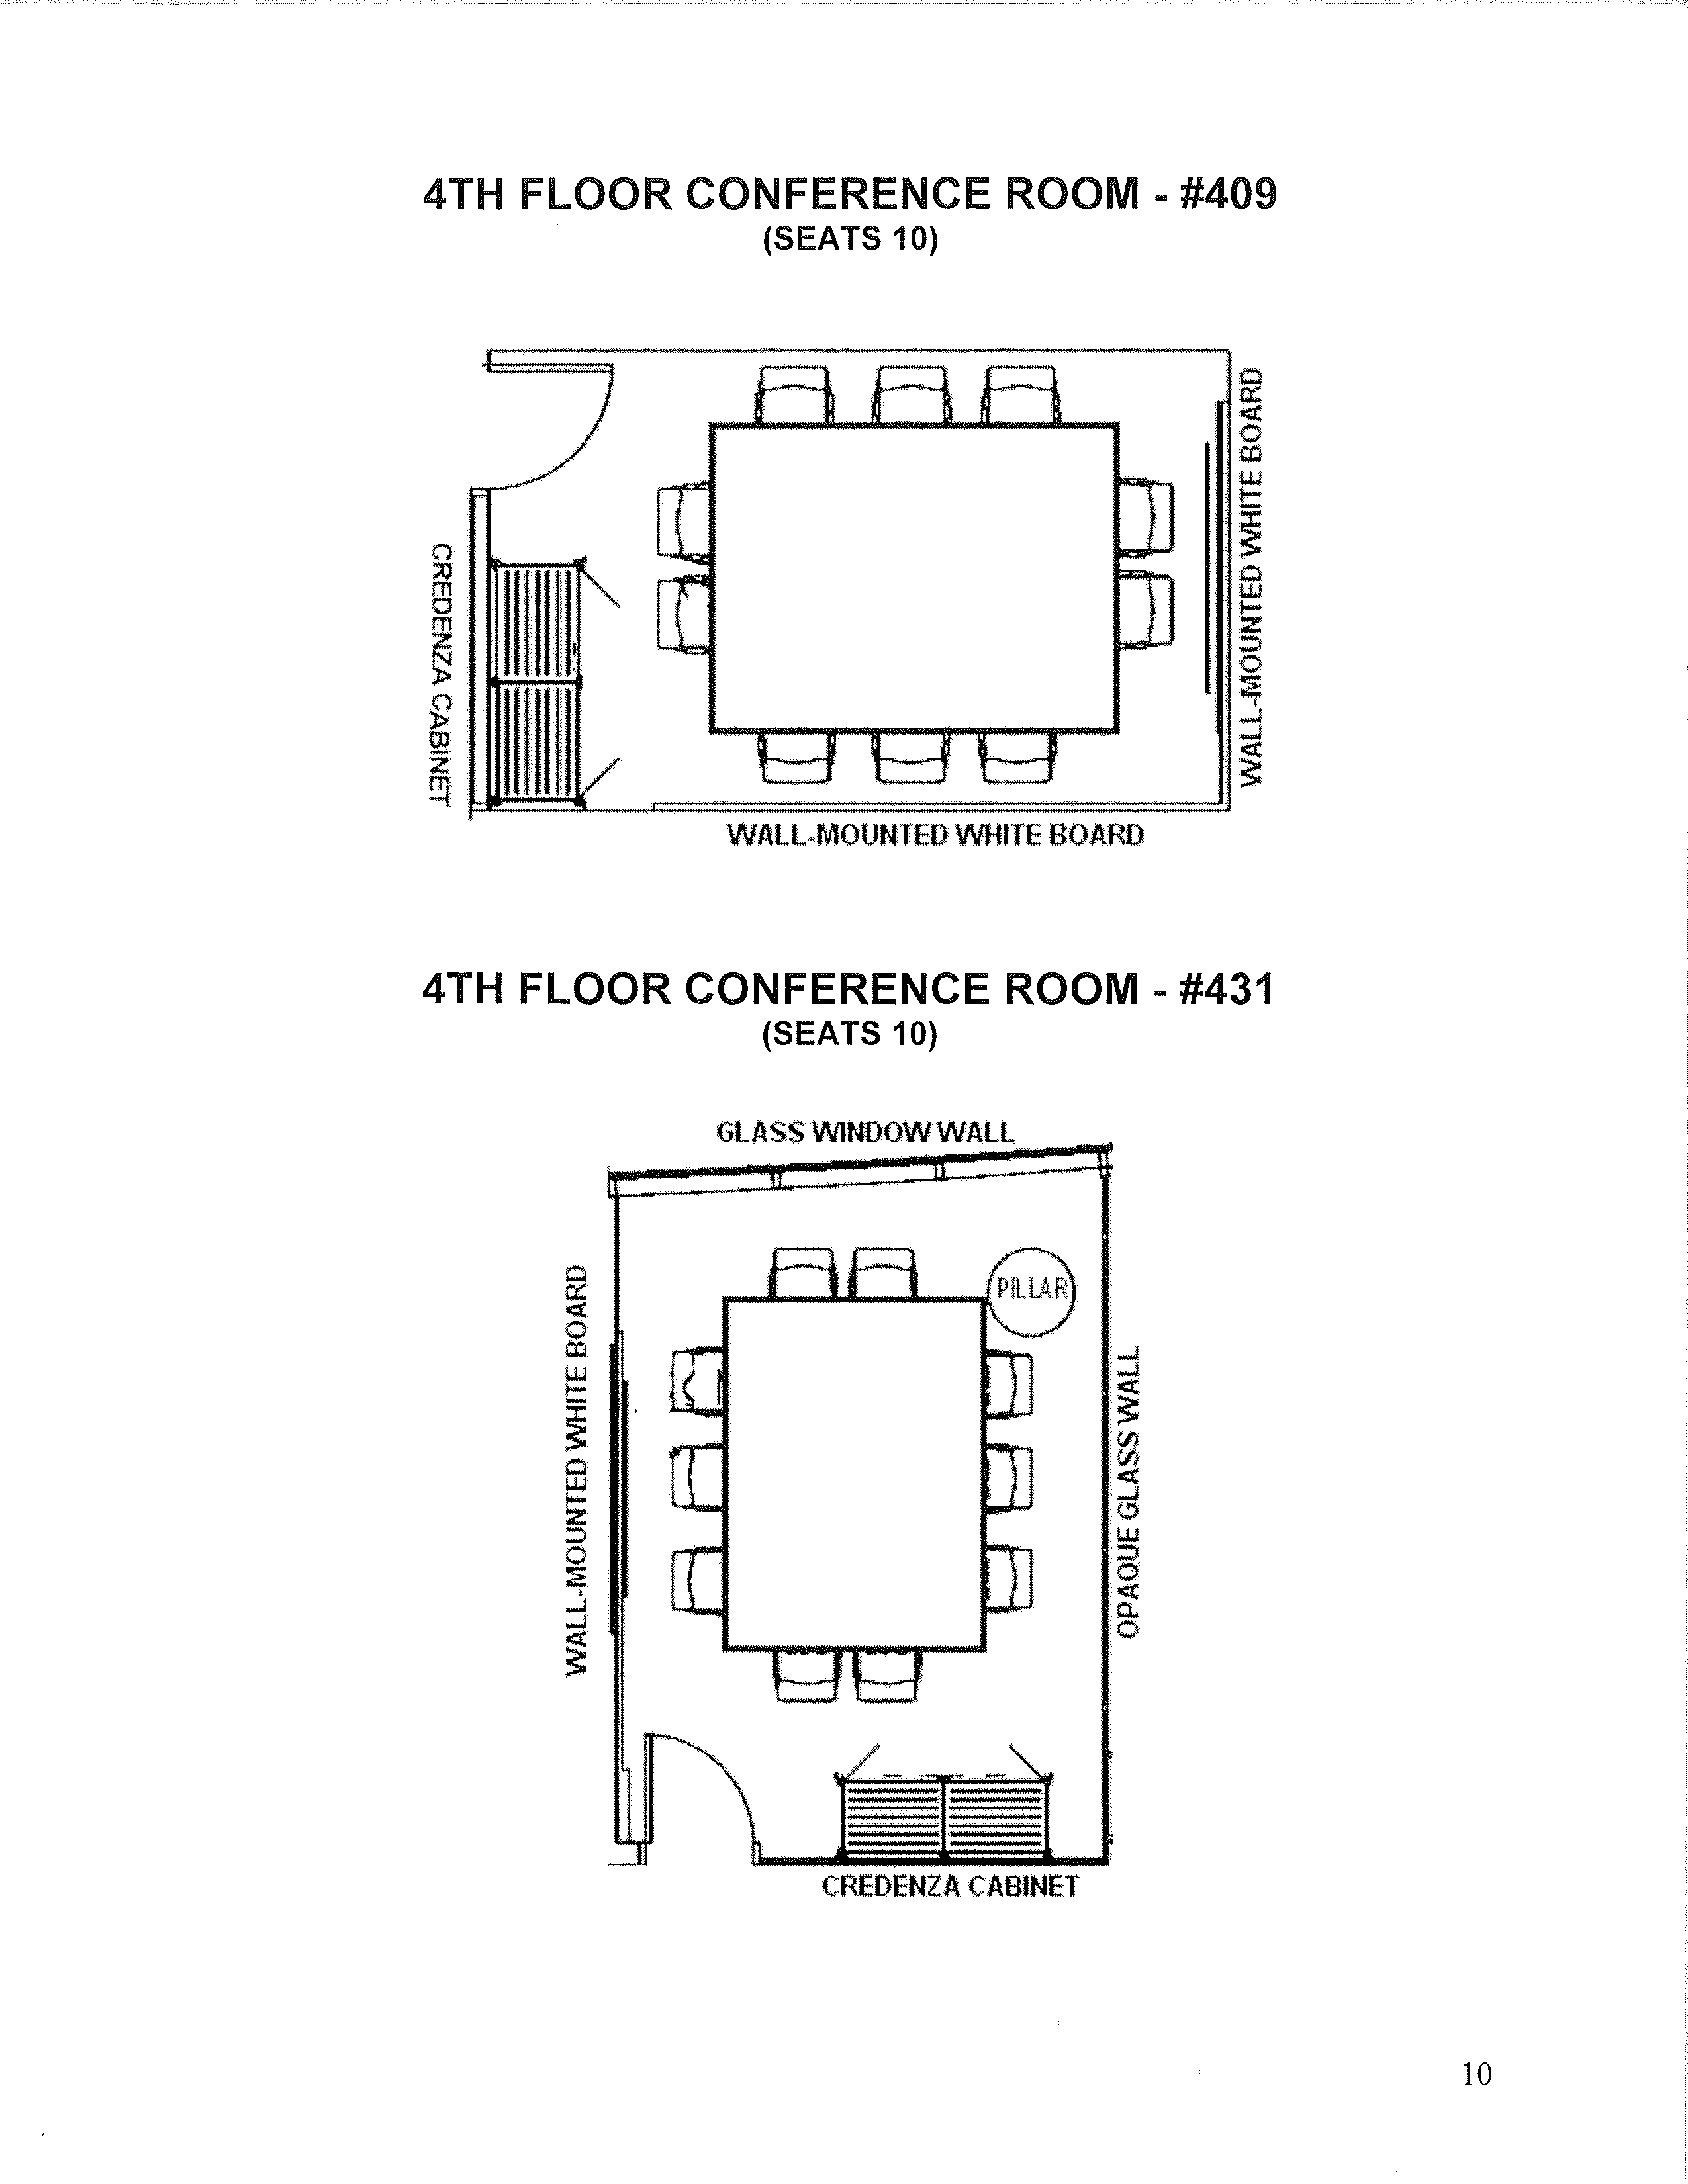 4TH FLOOR CONFERENCE ROOM - #409
(SEATS 10)
CREDENZA CABINET
WALL-MOUNTED WHITE BOARD
WALL-MOUNTED WHITE BOARD
4TH FLOOR CONFERENCE ROOM - #431
(SEATS 10)
GLASS WINDOW WALL
PILLAR
WALL-MOUNTED WHITE BOARD
OPAQUE GLASS WALL
CREDENZA CABINET
10